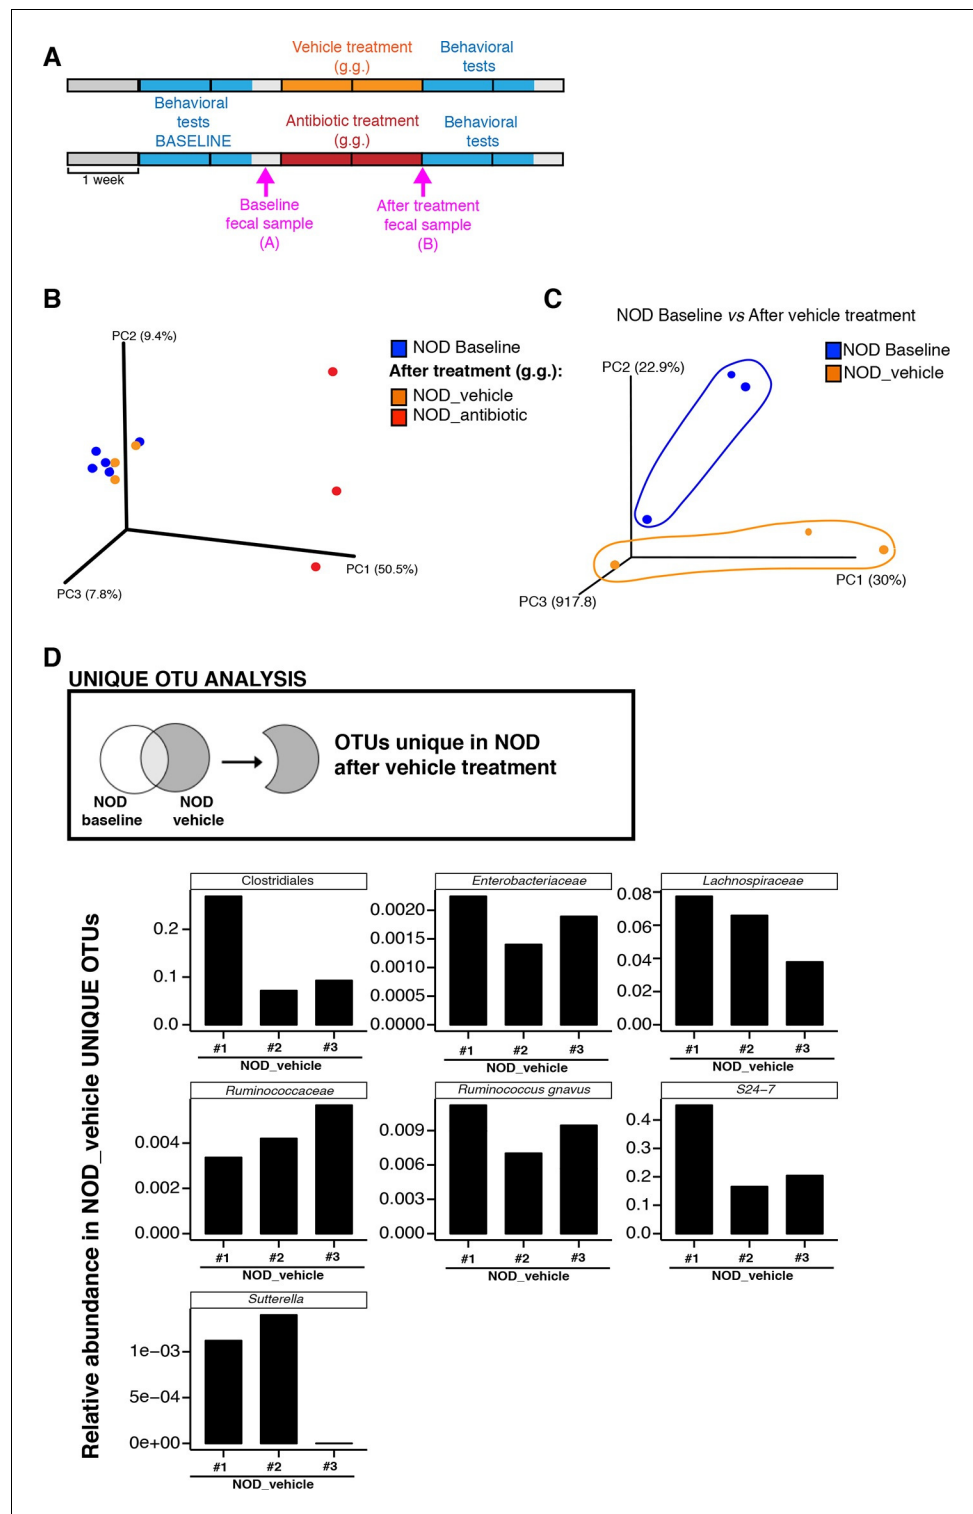 A
Vehicle treatment
(g.g.)
Behavioral
tests
Behavioral
tests
BASELINE
Antibiotic treatment
(g.g.)
Behavioral
tests
1 week
Baseline
fecal sample
(A)
After treatment
fecal sample
(B)
B
PC2 (9.4%)
PC1 (50.5%)
PC3 (7.8%)
NOD Baseline
After treatment (g.g.):
NOD_vehicle
NOD_antibiotic
C
NOD Baseline vs After vehicle treatment
PC2 (22.9%)
NOD Baseline
NOD_vehicle
PC1 (30%)
PC3 (917.8)
D
UNIQUE OTU ANALYSIS
NOD
baseline
NOD
vehicle
OTUs unique in NOD
after vehicle treatment
Relative abundance in NOD_vehicle UNIQUE OTUs
Clostridiales
0.2
0.1
0.0
#1 #2 #3
NOD_vehicle
Enterobacteriaceae
0.0020
0.0015
0.0010
0.0005
0.0000
#1 #2 #3
NOD_vehicle
Lachnospiraceae
0.08
0.06
0.04
0.02
0.00
#1 #2 #3
NOD_vehicle
Ruminococcaceae
0.004
0.002
0.000
#1 #2 #3
NOD_vehicle
Ruminococcus gnavus
0.009
0.006
0.003
0.000
#1 #2 #3
NOD_vehicle
S24−7
0.4
0.3
0.2
0.1
0.0
#1 #2 #3
NOD_vehicle
Sutterella
1e−03
5e−04
0e+00
#1 #2 #3
NOD_vehicle